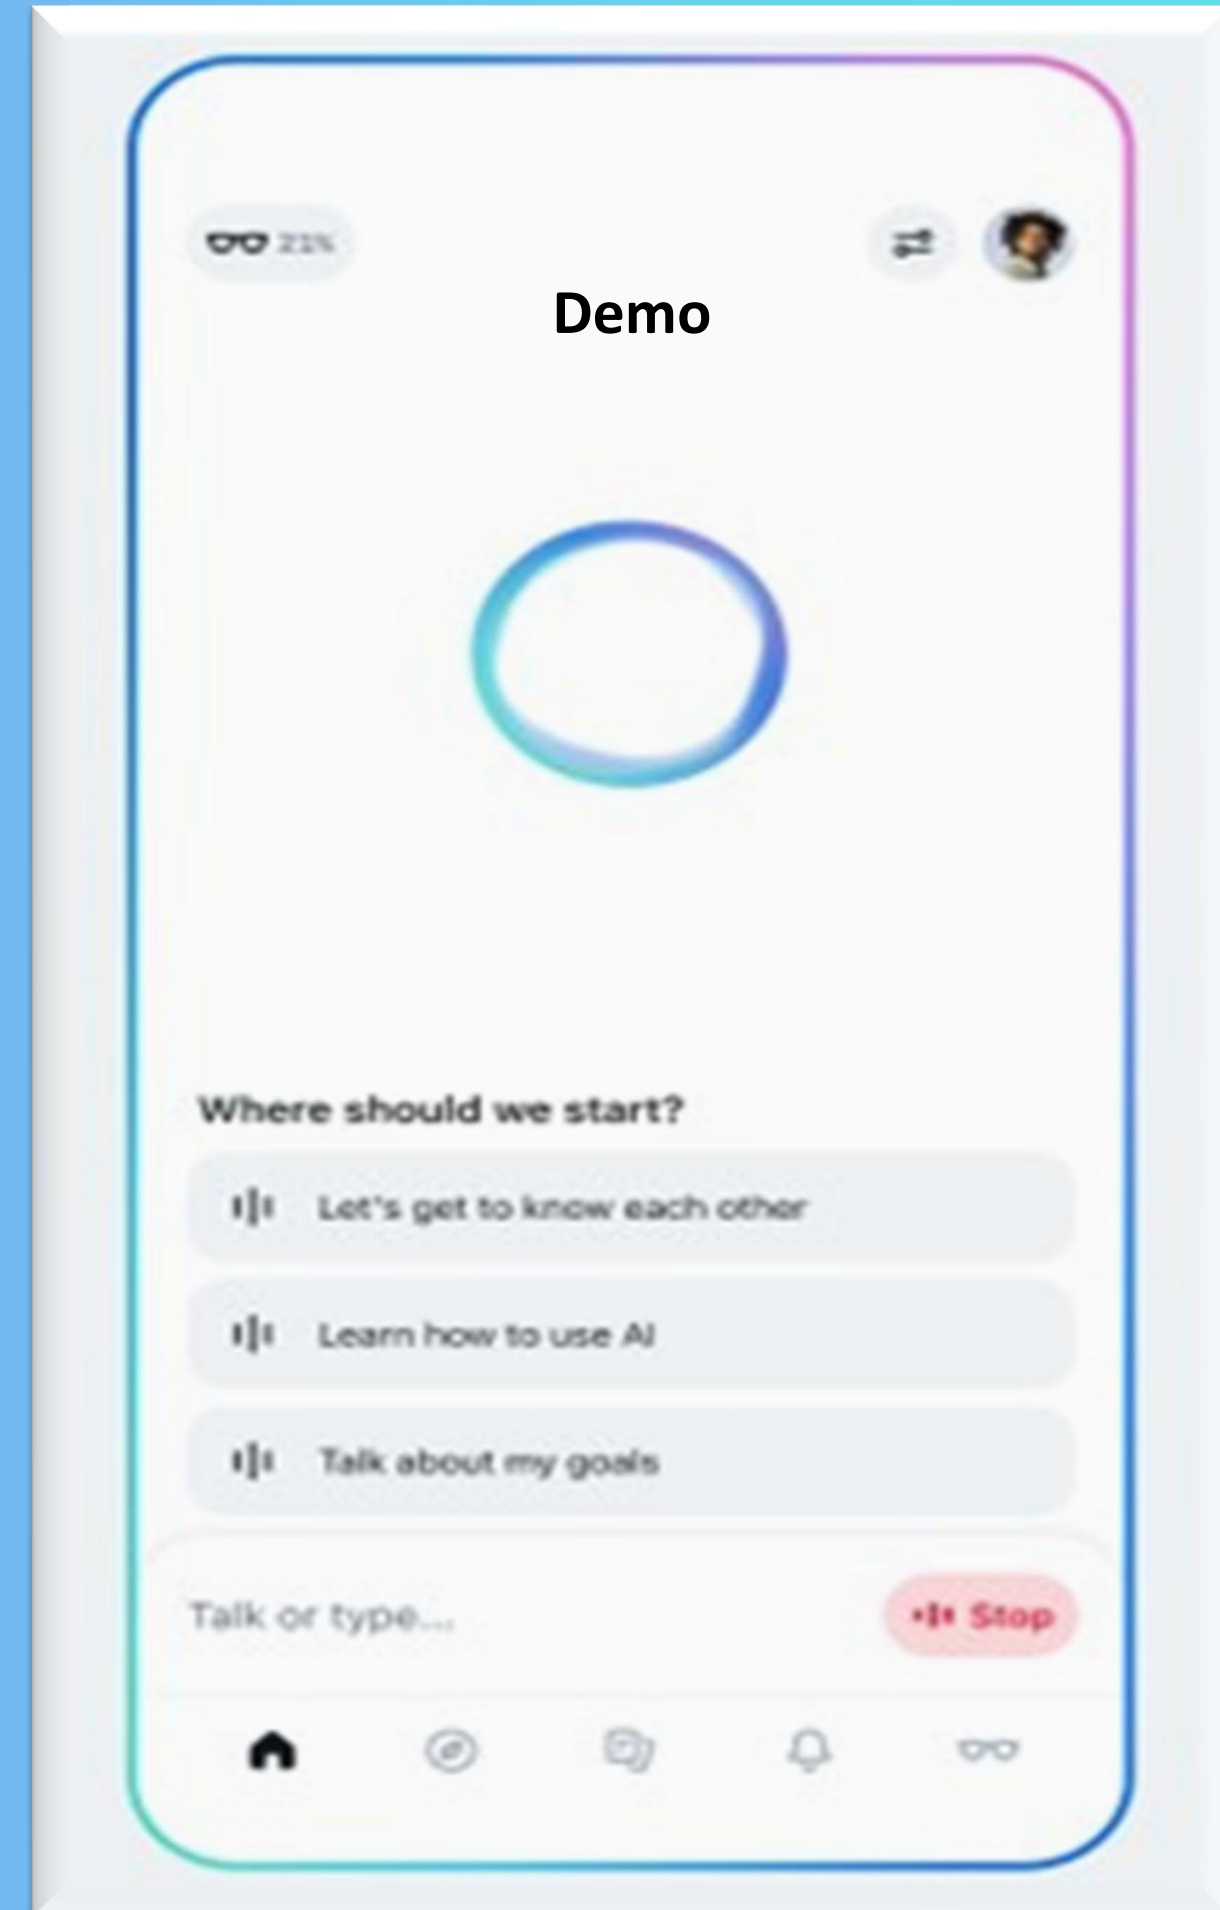 21%
Demo
Where should we start?
Let's get to know each other
Learn how to use AI
Talk about my goals
Talk or type...
Stop